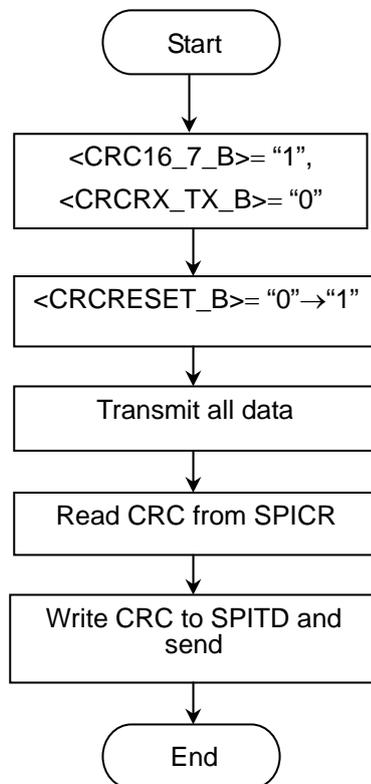 Start
<CRC16_7_B>= “1”,
<CRCRX_TX_B>= “0”
<CRCRESET_B>= “0”→“1”
Transmit all data
Read CRC from SPICR
Write CRC to SPITD and
send
End